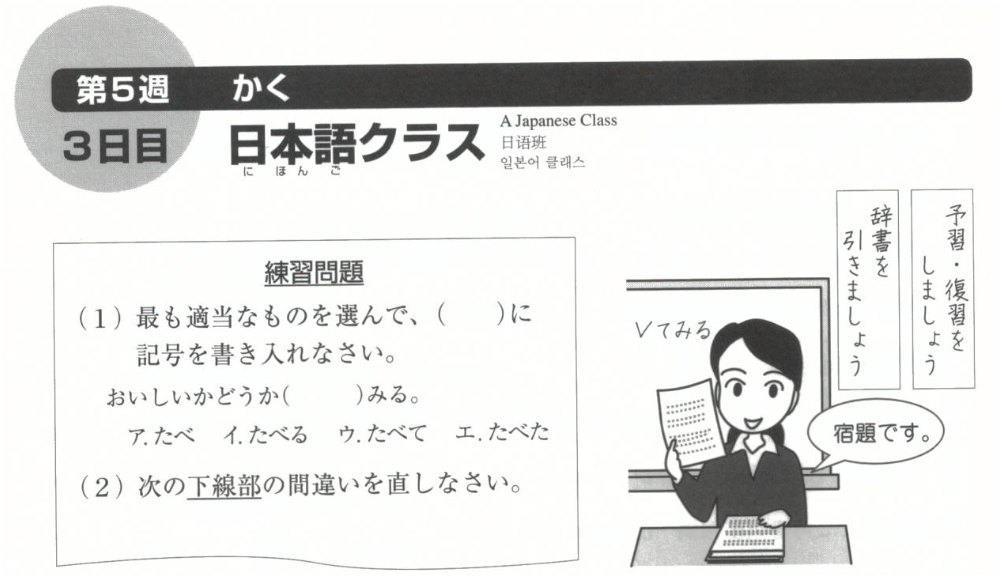 第5週 かく
3日目 日本語クラス
にほんご
A Japanese Class
日语班
일본어 클래스
練習問題
(1)最も適当なものを選んで、( )に
記号を書き入れなさい。
おいしいかどうか( )みる。
ア.たべ イ.たべる ウ.たべて エ.たべた
(2)次の下線部の間違いを直しなさい。
Vてみる
予習・復習を
しましょう
辞書を
引きましょう
宿題です。